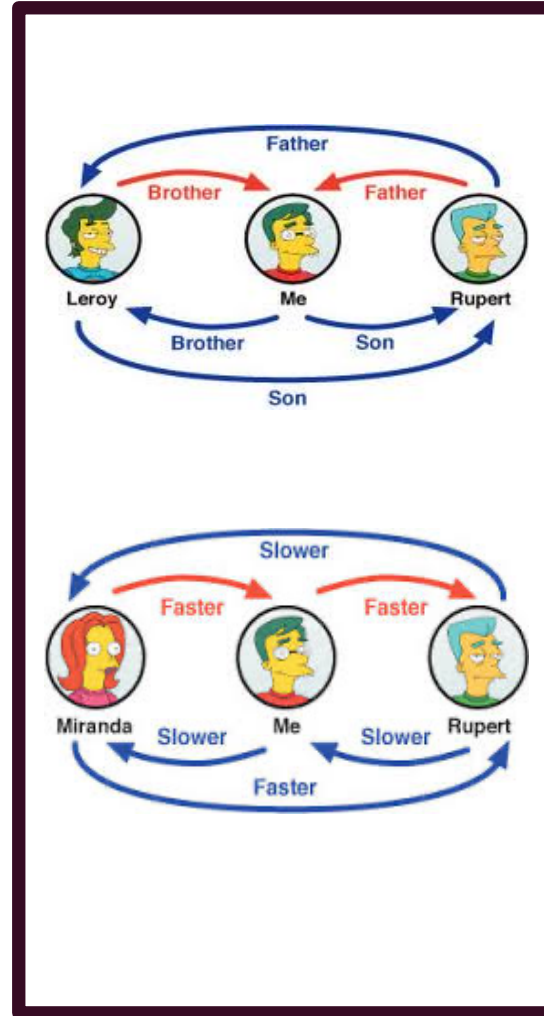 Father
Brother Father
Leroy Me Rupert
Brother Son
Son
Slower
Faster Faster
Miranda Me Rupert
Slower Slower
Faster